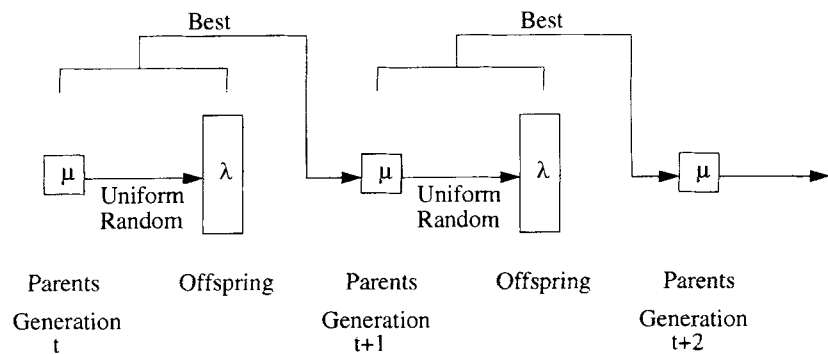 Best
Best
μ
λ
μ
λ
μ
Uniform
Random
Uniform
Random
Parents
Offspring
Parents
Offspring
Parents
Generation
t
Generation
t+1
Generation
t+2